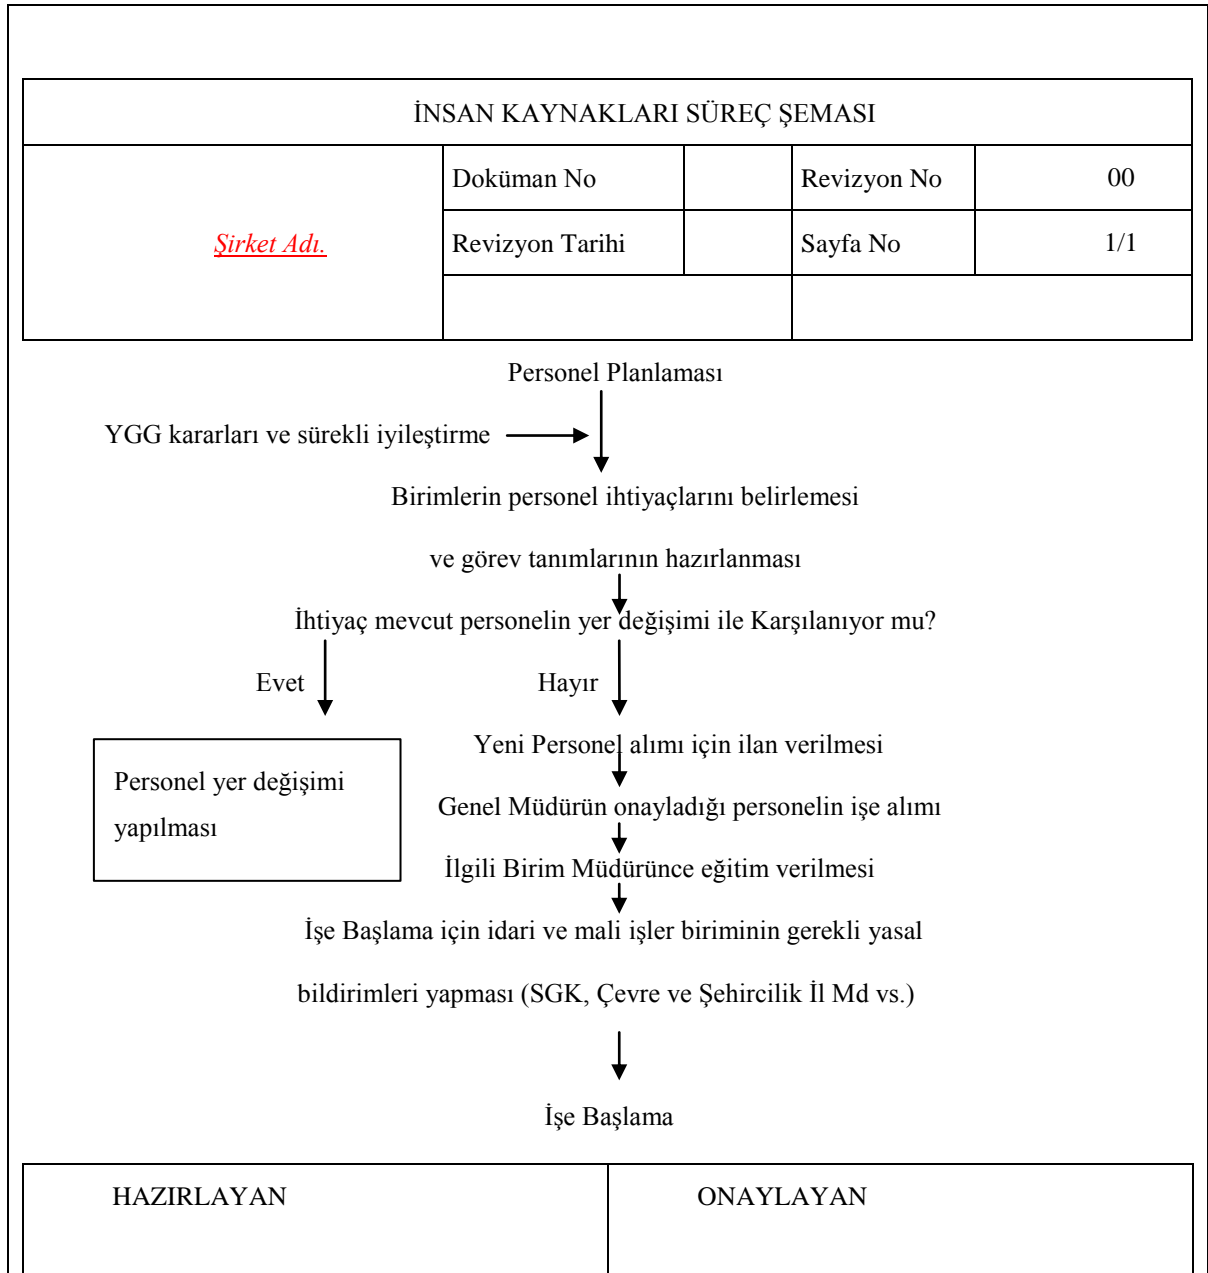 İNSAN KAYNAKLARI SÜREÇ ŞEMASI
Şirket Adı.
Doküman No
Revizyon No
00
Revizyon Tarihi
Sayfa No
1/1
Personel Planlaması
YGG kararları ve sürekli iyileştirme
Birimlerin personel ihtiyaçlarını belirlemesi
ve görev tanımlarının hazırlanması
İhtiyaç mevcut personelin yer değişimi ile Karşılanıyor mu?
Evet
Hayır
Yeni Personel alımı için ilan verilmesi
Personel yer değişimi
yapılması
Genel Müdürün onayladığı personelin işe alımı
İlgili Birim Müdürünce eğitim verilmesi
İşe Başlama için idari ve mali işler biriminin gerekli yasal
bildirimleri yapması (SGK, Çevre ve Şehircilik İl Md vs.)
İşe Başlama
HAZIRLAYAN
ONAYLAYAN